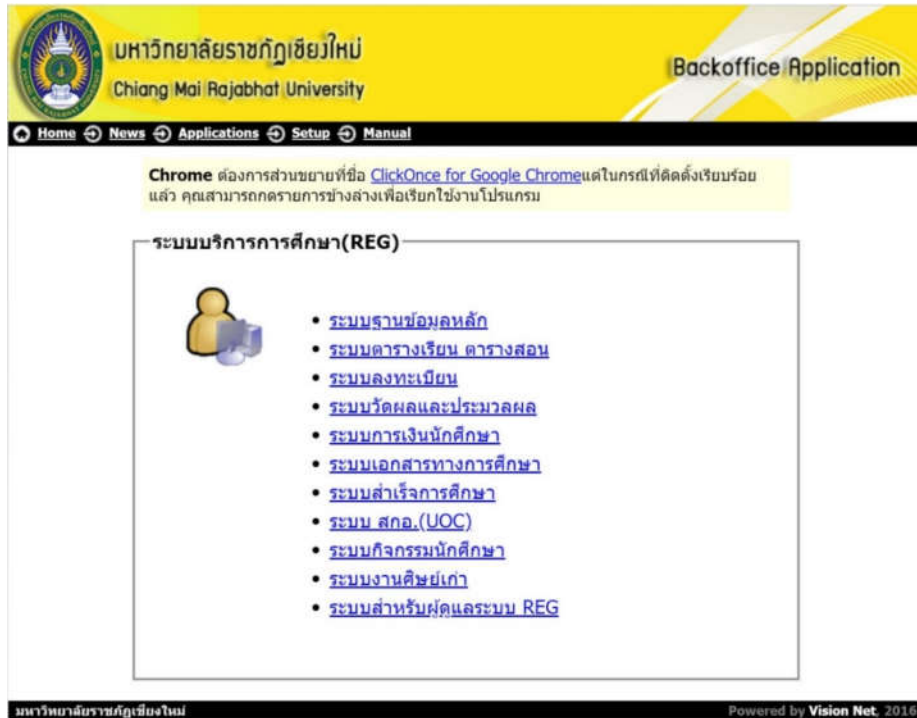 มหาวิทยาลัยราชภัฏเชียงใหม่
Chiang Mai Rajabhat University
Backoffice Application
Home News Applications Setup Manual
Chrome ต้องการส่วนขยายที่ชื่อ ClickOnce for Google Chromeแต่ในกรณีที่ติดตั้งเรียบร้อย
แล้ว คุณสามารถกดรายการข้างล่างเพื่อเรียกใช้งานโปรแกรม
ระบบบริการการศึกษา(REG)
ระบบฐานข้อมูลหลัก
ระบบตารางเรียน ตารางสอน
ระบบลงทะเบียน
ระบบวัดผลและประมวลผล
ระบบการเงินนักศึกษา
ระบบเอกสารทางการศึกษา
ระบบสำเร็จการศึกษา
ระบบ สกอ.(UOC)
ระบบกิจกรรมนักศึกษา
ระบบงานศิษย์เก่า
ระบบสำหรับผู้ดูแลระบบ REG
มหาวิทยาลัยราชภัฏเชียงใหม่
Powered by Vision Net, 2016